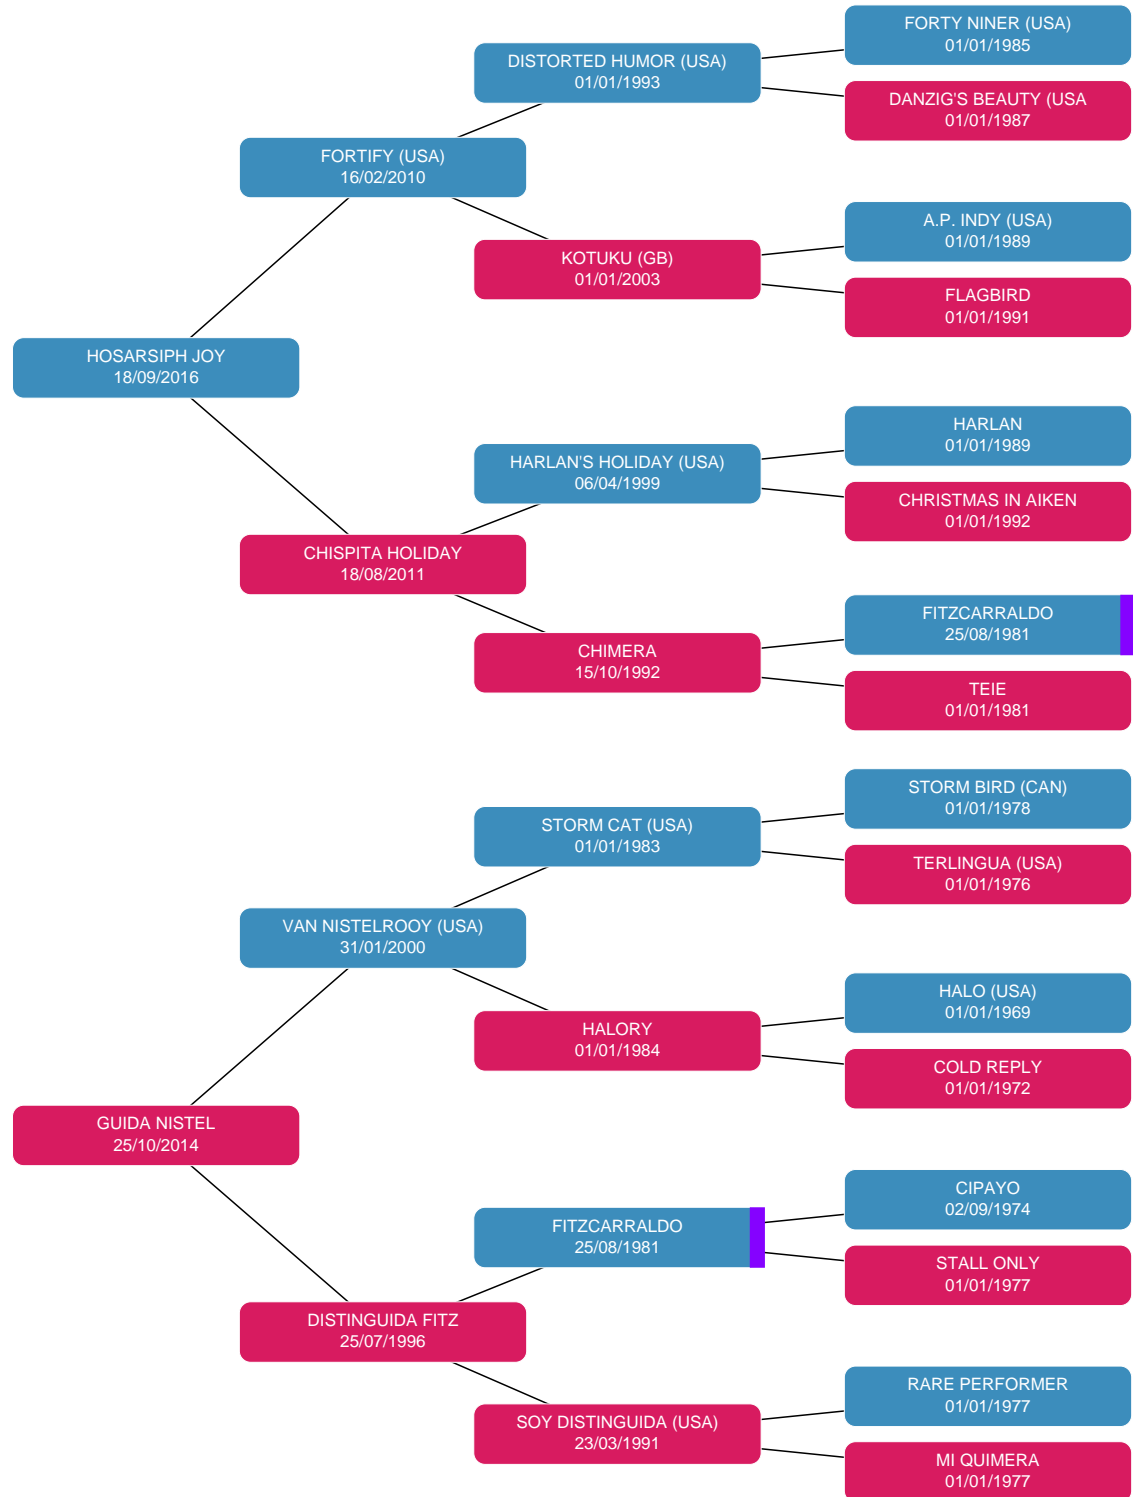 FORTY NINER (USA)
01/01/1985
DISTORTED HUMOR (USA)
01/01/1993
DANZIG'S BEAUTY (USA
01/01/1987
FORTIFY (USA)
16/02/2010
A.P. INDY (USA)
01/01/1989
KOTUKU (GB)
01/01/2003
FLAGBIRD
01/01/1991
HOSARSIPH JOY
18/09/2016
HARLAN
01/01/1989
HARLAN'S HOLIDAY (USA)
06/04/1999
CHRISTMAS IN AIKEN
01/01/1992
CHISPITA HOLIDAY
18/08/2011
FITZCARRALDO
25/08/1981
CHIMERA
15/10/1992
TEIE
01/01/1981
STORM BIRD (CAN)
01/01/1978
STORM CAT (USA)
01/01/1983
TERLINGUA (USA)
01/01/1976
VAN NISTELROOY (USA)
31/01/2000
HALO (USA)
01/01/1969
HALORY
01/01/1984
COLD REPLY
01/01/1972
GUIDA NISTEL
25/10/2014
CIPAYO
02/09/1974
FITZCARRALDO
25/08/1981
STALL ONLY
01/01/1977
DISTINGUIDA FITZ
25/07/1996
RARE PERFORMER
01/01/1977
SOY DISTINGUIDA (USA)
23/03/1991
MI QUIMERA
01/01/1977